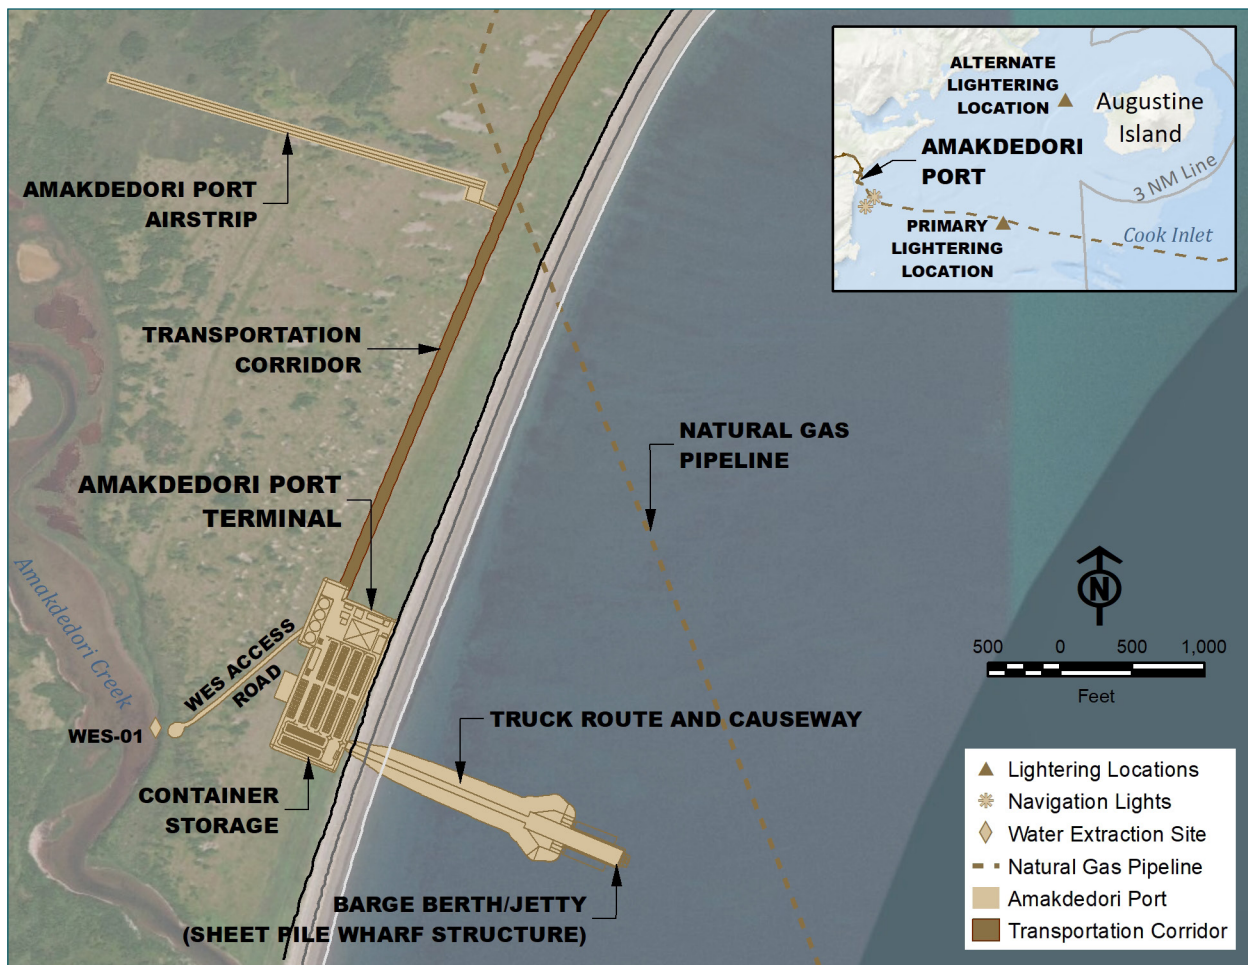 ALTERNATE
LIGHTERING
LOCATION
Augustine
Island
AMAKDEDORI
PORT
3 NM Line
PRIMARY
LIGHTERING
LOCATION
Cook Inlet
AMAKDEDORI PORT
AIRSTRIP
TRANSPORTATION
CORRIDOR
NATURAL GAS
PIPELINE
AMAKDEDORI PORT
TERMINAL
Amakdedori Creek
WES ACCESS
ROAD
WES-01
CONTAINER
STORAGE
TRUCK ROUTE AND CAUSEWAY
BARGE BERTH/JETTY
(SHEET PILE WHARF STRUCTURE)
N
500 0 500 1,000
Feet
Lightering Locations
Navigation Lights
Water Extraction Site
Natural Gas Pipeline
Amakdedori Port
Transportation Corridor